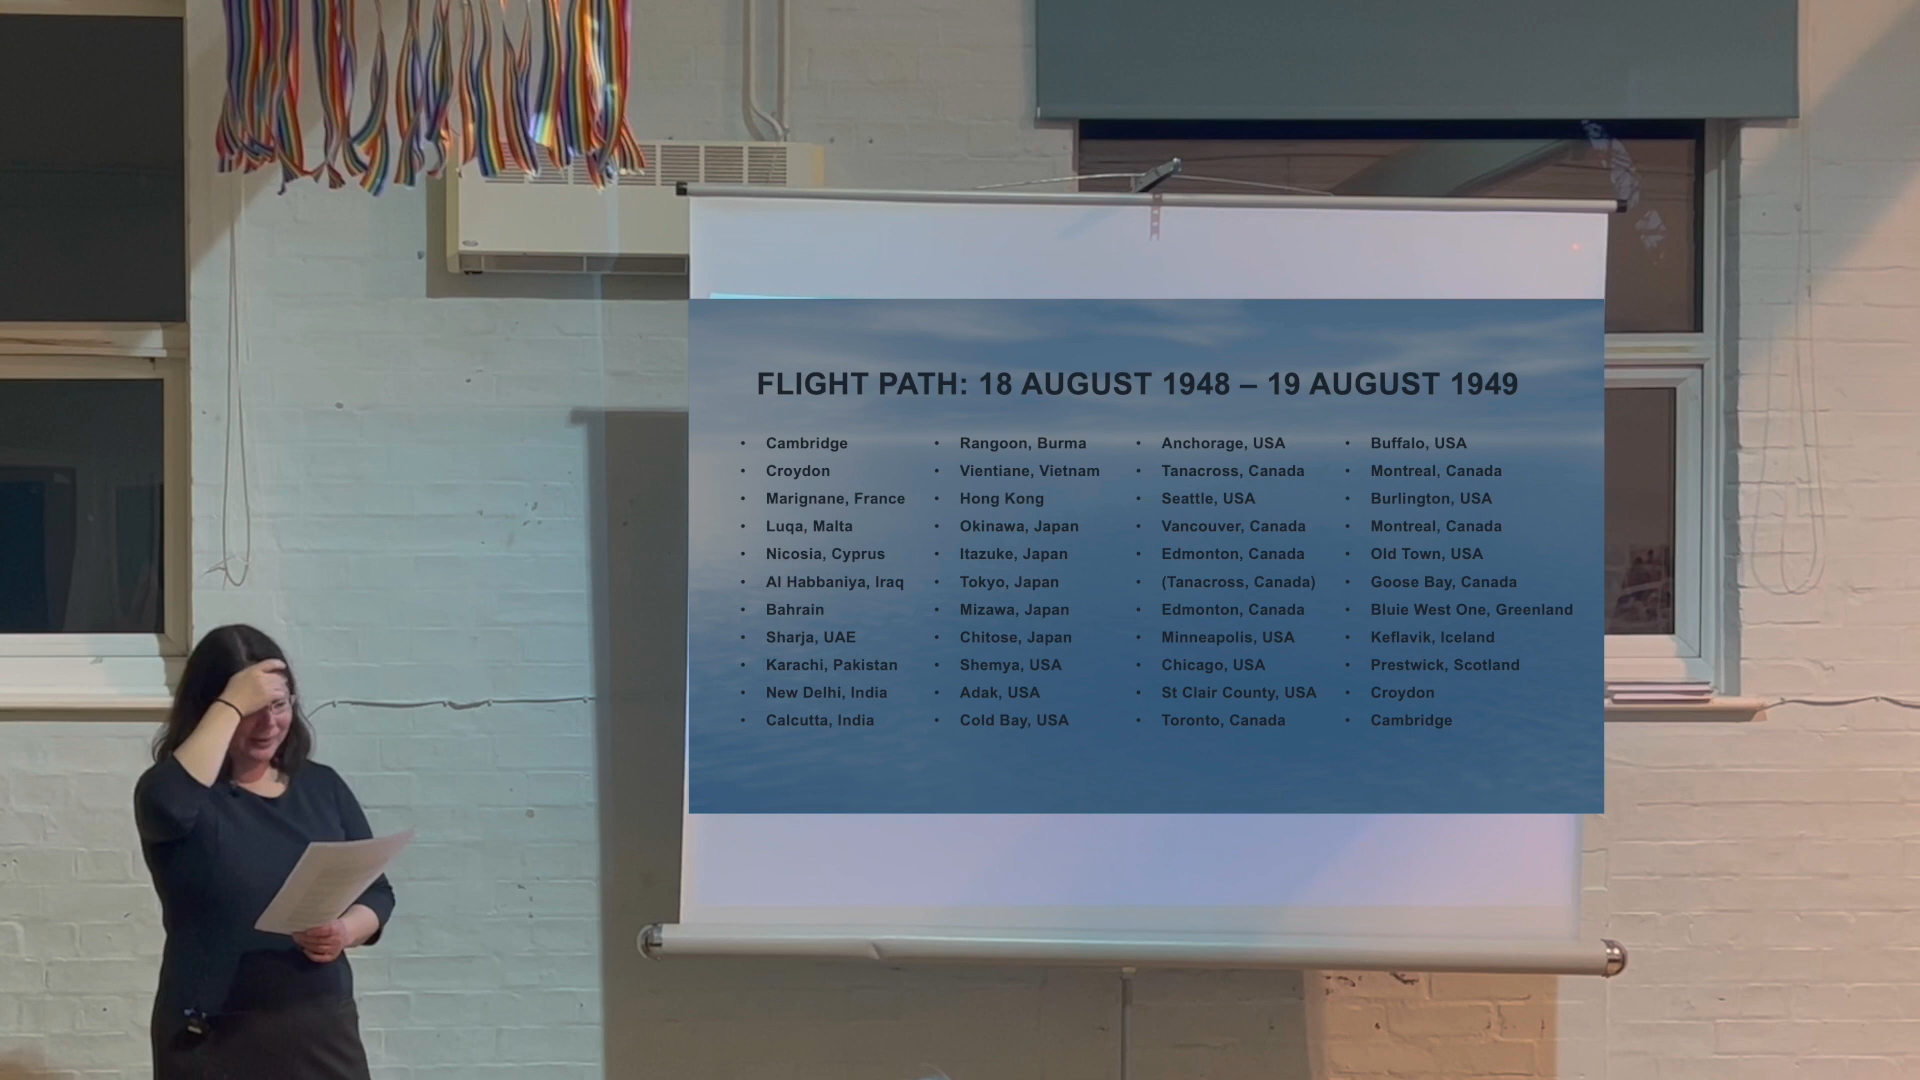 FLIGHT PATH: 18 AUGUST 1948 – 19 AUGUST 1949
• Cambridge
• Croydon
• Marignane, France
• Luqa, Malta
• Nicosia, Cyprus
• Al Habbaniya, Iraq
• Bahrain
• Sharja, UAE
• Karachi, Pakistan
• New Delhi, India
• Calcutta, India
• Rangoon, Burma
• Vientiane, Vietnam
• Hong Kong
• Okinawa, Japan
• Itazuke, Japan
• Tokyo, Japan
• Mizawa, Japan
• Chitose, Japan
• Shemya, USA
• Adak, USA
• Cold Bay, USA
• Anchorage, USA
• Tanacross, Canada
• Seattle, USA
• Vancouver, Canada
• Edmonton, Canada
• (Tanacross, Canada)
• Edmonton, Canada
• Minneapolis, USA
• Chicago, USA
• St Clair County, USA
• Toronto, Canada
• Buffalo, USA
• Montreal, Canada
• Burlington, USA
• Montreal, Canada
• Old Town, USA
• Goose Bay, Canada
• Bluie West One, Greenland
• Keflavik, Iceland
• Prestwick, Scotland
• Croydon
• Cambridge